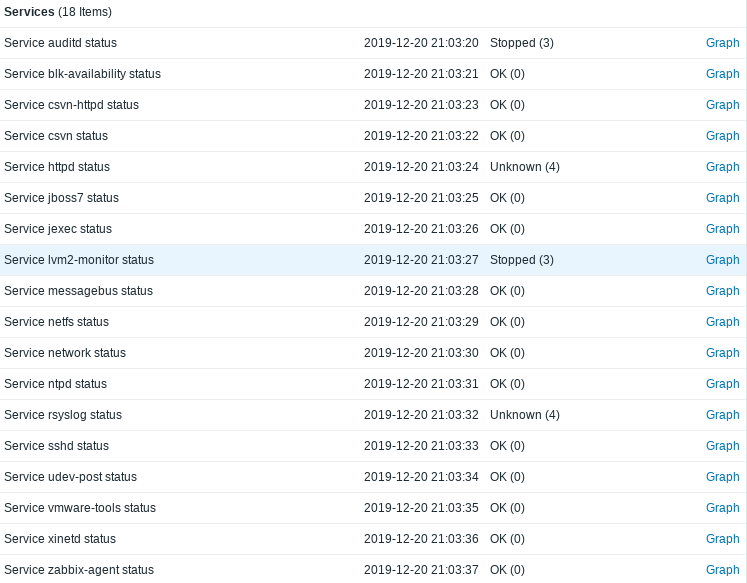 Services (18 Items)
Service auditd status 2019-12-20 21:03:20 Stopped (3) Graph
Service blk-availability status 2019-12-20 21:03:21 OK (0) Graph
Service csvn-httpd status 2019-12-20 21:03:23 OK (0) Graph
Service csvn status 2019-12-20 21:03:22 OK (0) Graph
Service httpd status 2019-12-20 21:03:24 Unknown (4) Graph
Service jboss7 status 2019-12-20 21:03:25 OK (0) Graph
Service jexec status 2019-12-20 21:03:26 OK (0) Graph
Service lvm2-monitor status 2019-12-20 21:03:27 Stopped (3) Graph
Service messagebus status 2019-12-20 21:03:28 OK (0) Graph
Service netfs status 2019-12-20 21:03:29 OK (0) Graph
Service network status 2019-12-20 21:03:30 OK (0) Graph
Service ntpd status 2019-12-20 21:03:31 OK (0) Graph
Service rsyslog status 2019-12-20 21:03:32 Unknown (4) Graph
Service sshd status 2019-12-20 21:03:33 OK (0) Graph
Service udev-post status 2019-12-20 21:03:34 OK (0) Graph
Service vmware-tools status 2019-12-20 21:03:35 OK (0) Graph
Service xinetd status 2019-12-20 21:03:36 OK (0) Graph
Service zabbix-agent status 2019-12-20 21:03:37 OK (0) Graph